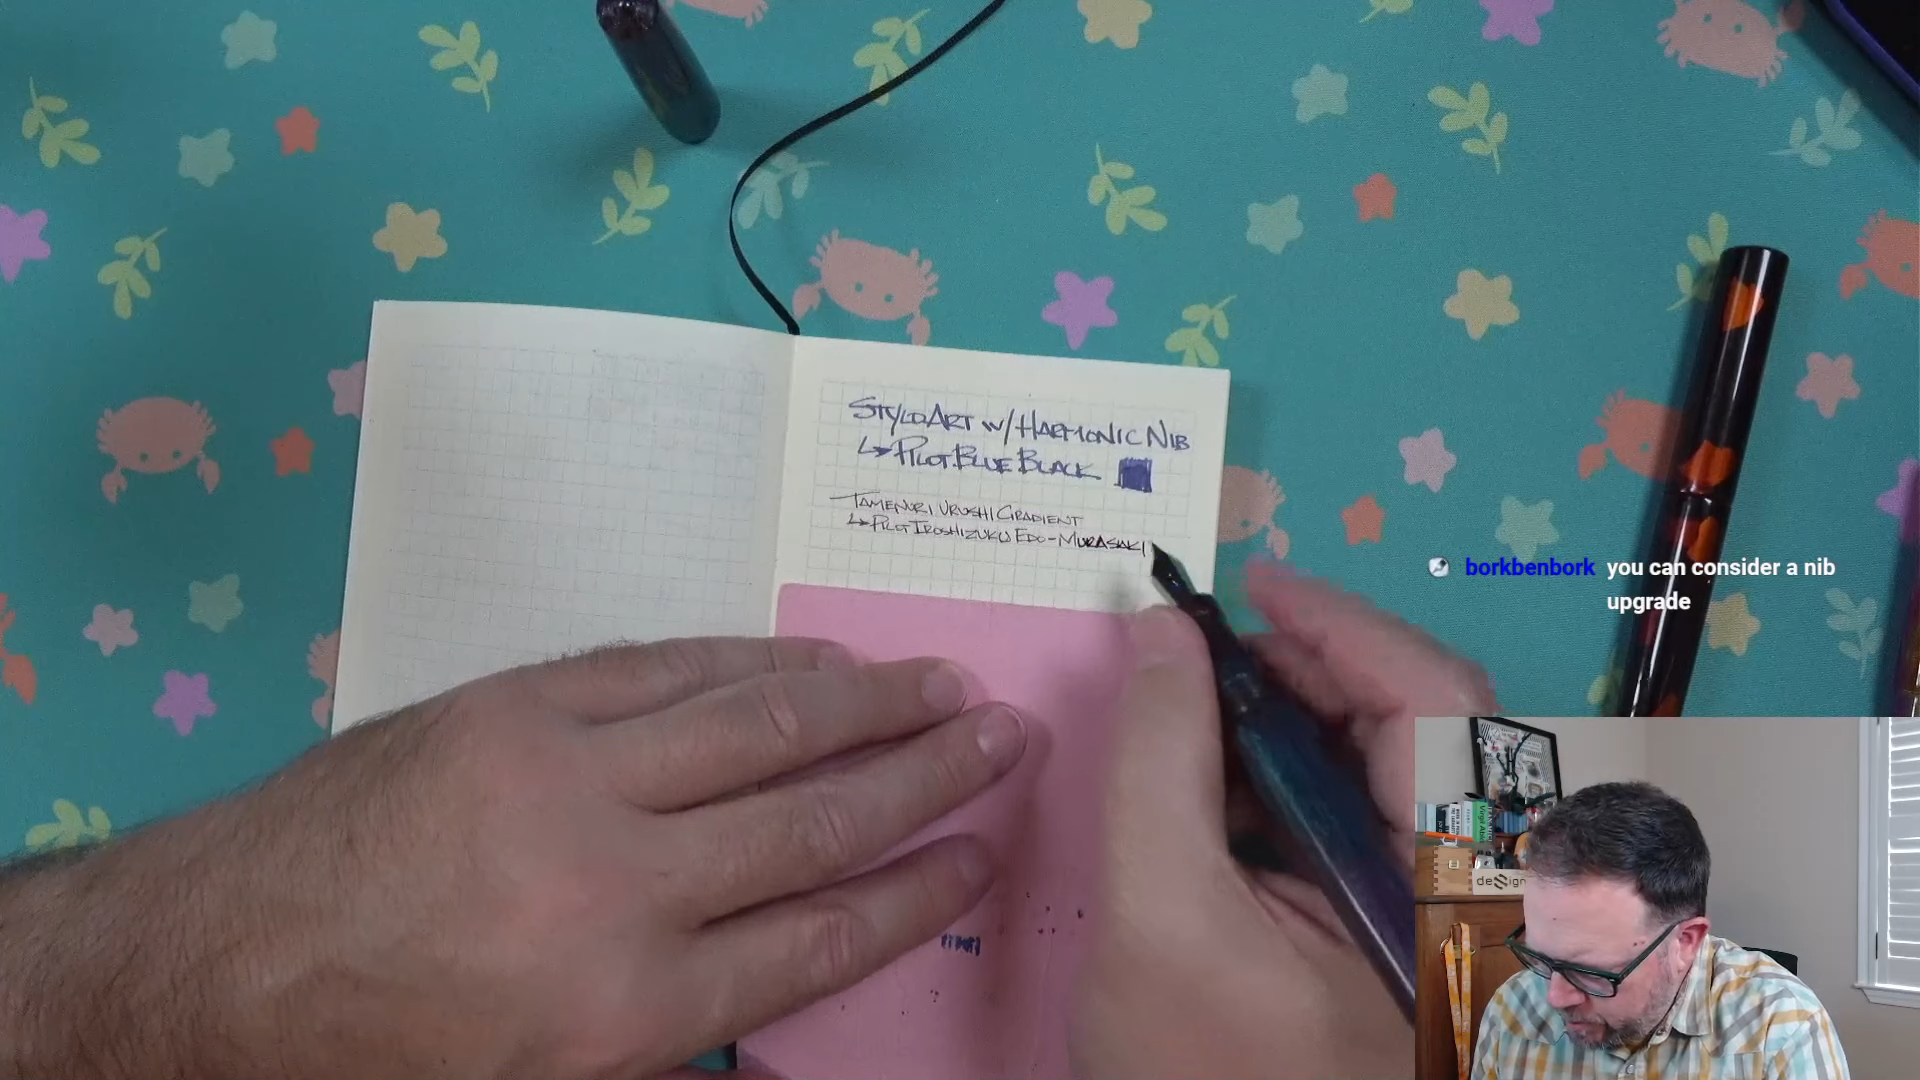 StyloArt w/ Harmonic Nib
↳ Pilot Blue Black
Tamenuri Urushi Gradient
↳ Pilot Iroshizuku Edo-Murasaki
borkbenbork you can consider a nib
upgrade